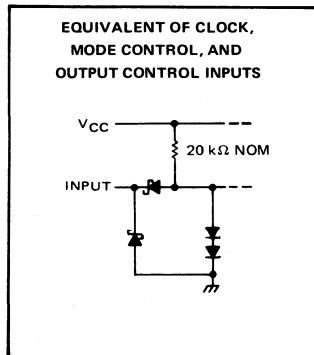 EQUIVALENT OF CLOCK,
MODE CONTROL, AND
OUTPUT CONTROL INPUTS
VCC
20 kΩ NOM
INPUT